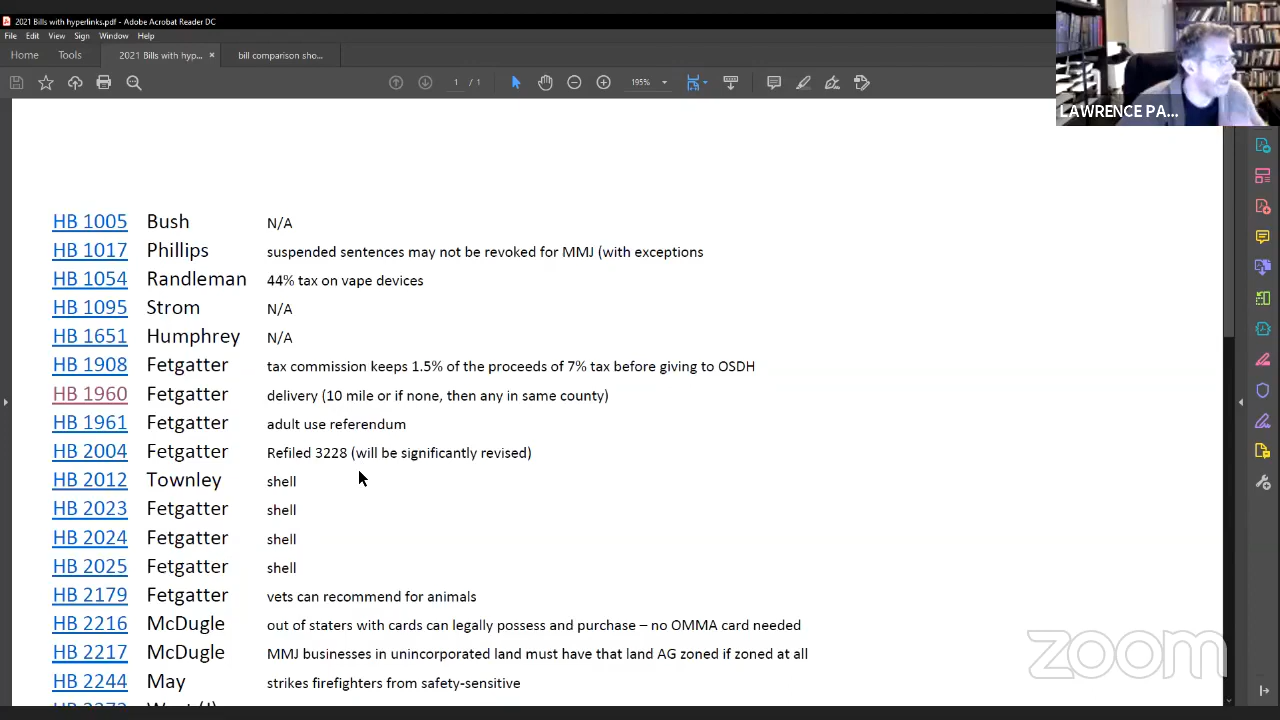 2021 Bills with hyperlinks.pdf - Adobe Acrobat Reader DC
File Edit View Sign Window Help
Home Tools 2021 Bills with hyp... × bill comparison sho...
1 / 1 195%
LAWRENCE PA...
HB 1005 Bush N/A
HB 1017 Phillips suspended sentences may not be revoked for MMJ (with exceptions
HB 1054 Randleman 44% tax on vape devices
HB 1095 Strom N/A
HB 1651 Humphrey N/A
HB 1908 Fetgatter tax commission keeps 1.5% of the proceeds of 7% tax before giving to OSDH
HB 1960 Fetgatter delivery (10 mile or if none, then any in same county)
HB 1961 Fetgatter adult use referendum
HB 2004 Fetgatter Refiled 3228 (will be significantly revised)
HB 2012 Townley shell
HB 2023 Fetgatter shell
HB 2024 Fetgatter shell
HB 2025 Fetgatter shell
HB 2179 Fetgatter vets can recommend for animals
HB 2216 McDugle out of staters with cards can legally possess and purchase – no OMMA card needed
HB 2217 McDugle MMJ businesses in unincorporated land must have that land AG zoned if zoned at all
HB 2244 May strikes firefighters from safety-sensitive
zoom